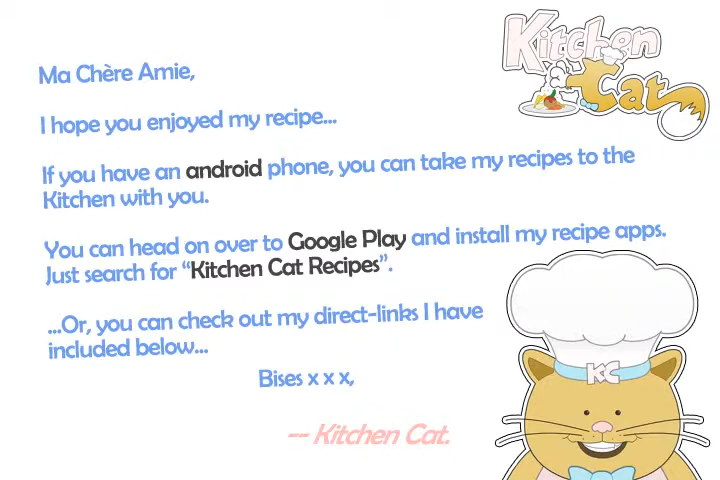 Kitchen
Cat
Ma Chère Amie,
I hope you enjoyed my recipe...
If you have an android phone, you can take my recipes to the
Kitchen with you.
You can head on over to Google Play and install my recipe apps.
Just search for “Kitchen Cat Recipes”.
...Or, you can check out my direct-links I have
included below...
Bises x x x,
-- Kitchen Cat.
KC